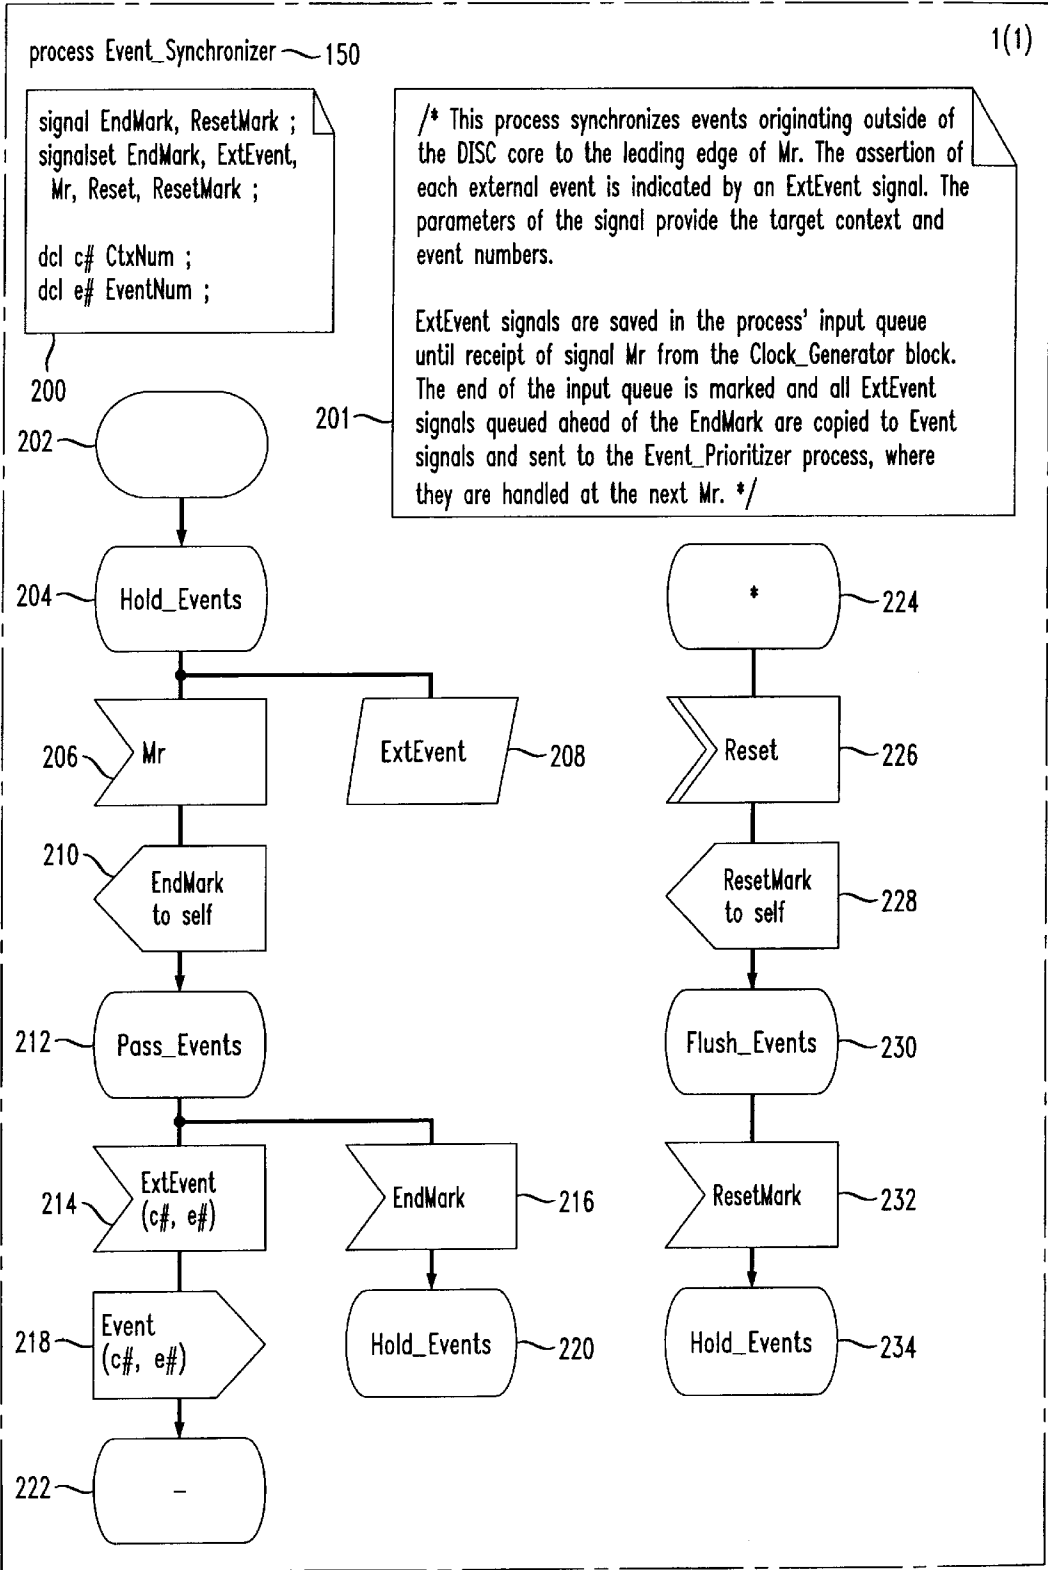 1(1)
process Event_Synchronizer 150
signal EndMark, ResetMark ;
signalset EndMark, ExtEvent,
Mr, Reset, ResetMark ;
dcl c# CtxNum ;
dcl e# EventNum ;
200
/* This process synchronizes events originating outside of
the DISC core to the leading edge of Mr. The assertion of
each external event is indicated by an ExtEvent signal. The
parameters of the signal provide the target context and
event numbers.
ExtEvent signals are saved in the process' input queue
until receipt of signal Mr from the Clock_Generator block.
The end of the input queue is marked and all ExtEvent
signals queued ahead of the EndMark are copied to Event
signals and sent to the Event_Prioritizer process, where
they are handled at the next Mr. */
201
202
204
Hold_Events
206
Mr
ExtEvent
208
210
EndMark
to self
212
Pass_Events
214
ExtEvent
(c#, e#)
EndMark
216
218
Event
(c#, e#)
Hold_Events
220
222
–
*
224
Reset
226
ResetMark
to self
228
Flush_Events
230
ResetMark
232
Hold_Events
234